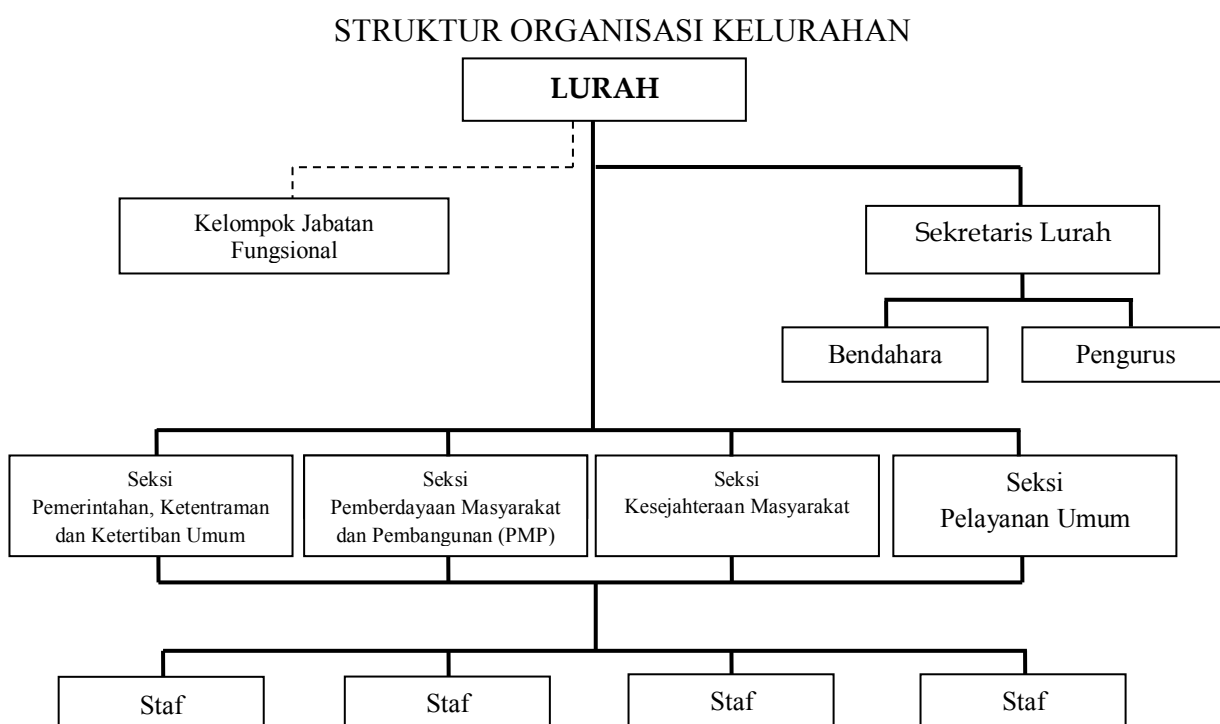 STRUKTUR ORGANISASI KELURAHAN
LURAH
Kelompok Jabatan
Fungsional
Sekretaris Lurah
Bendahara
Pengurus
Seksi
Pemerintahan, Ketentraman
dan Ketertiban Umum
Seksi
Pemberdayaan Masyarakat
dan Pembangunan (PMP)
Seksi
Kesejahteraan Masyarakat
Seksi
Pelayanan Umum
Staf
Staf
Staf
Staf